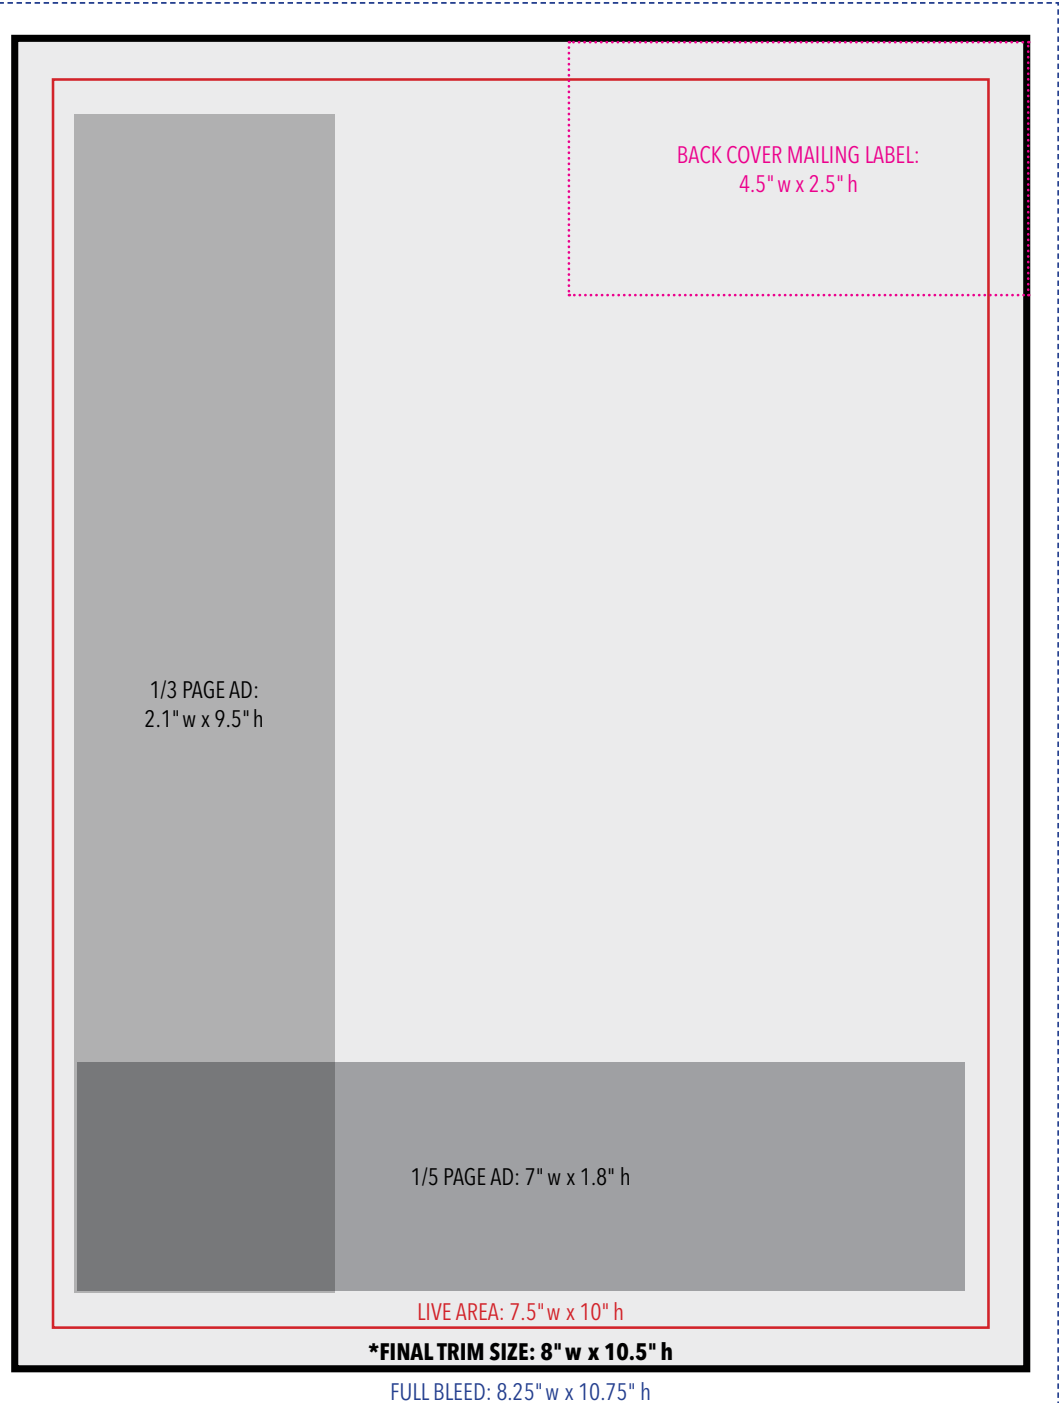 BACK COVER MAILING LABEL:
4.5" w x 2.5" h
1/3 PAGE AD:
2.1" w x 9.5" h
1/5 PAGE AD: 7" w x 1.8" h
LIVE AREA: 7.5" w x 10" h
*FINAL TRIM SIZE: 8" w x 10.5" h
FULL BLEED: 8.25" w x 10.75" h